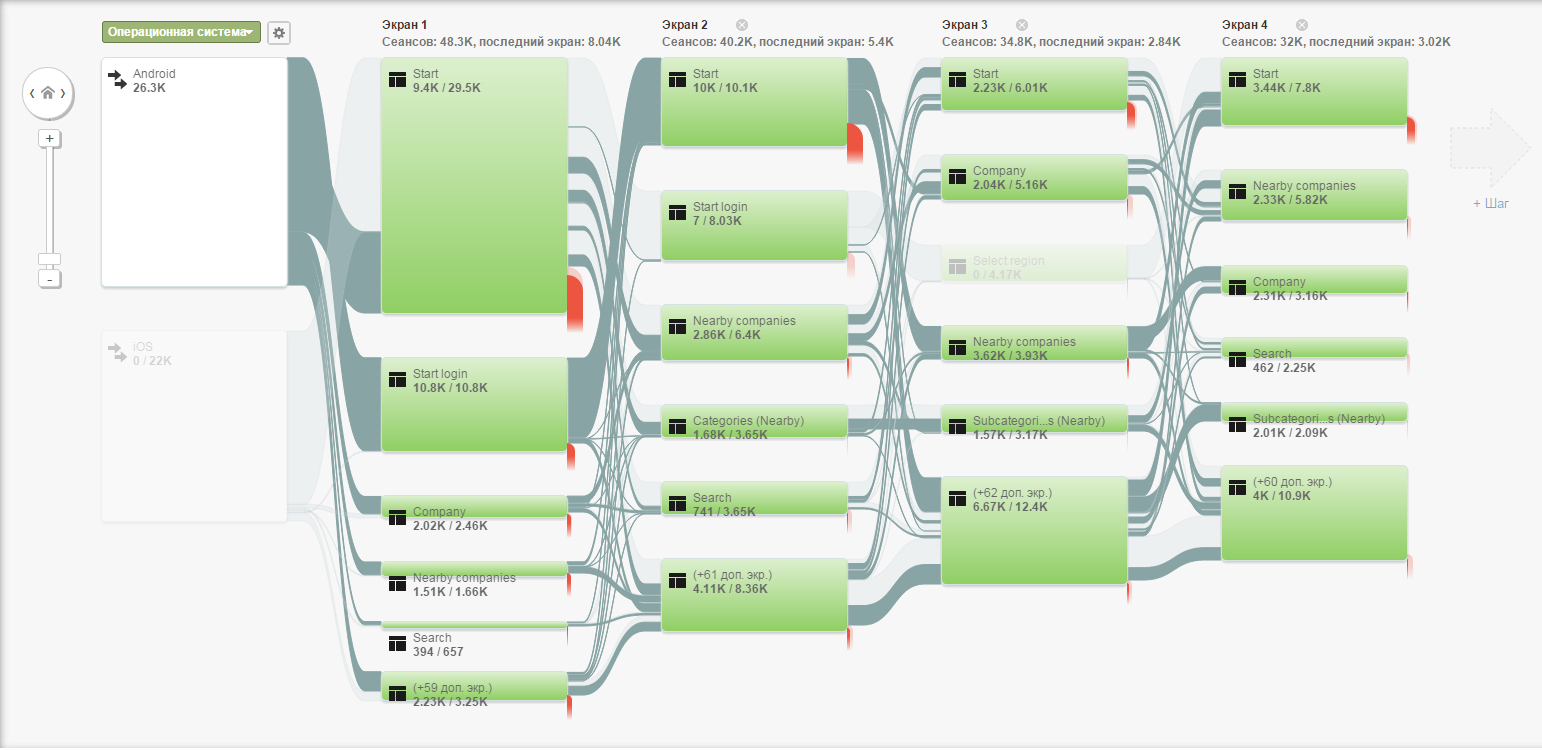 Операционная система
Android
26.3K
iOS
0 / 22K
+
-
Экран 1
Сеансов: 48.3K, последний экран: 8.04K
Start
9.4K / 29.5K
Start login
10.8K / 10.8K
Company
2.02K / 2.46K
Nearby companies
1.51K / 1.66K
Search
394 / 657
(+59 доп. экр.)
2.23K / 3.25K
Экран 2
Сеансов: 40.2K, последний экран: 5.4K
Start
10K / 10.1K
Start login
7 / 8.03K
Nearby companies
2.86K / 6.4K
Categories (Nearby)
1.68K / 3.65K
Search
741 / 3.65K
(+61 доп. экр.)
4.11K / 8.36K
Экран 3
Сеансов: 34.8K, последний экран: 2.84K
Start
2.23K / 6.01K
Company
2.04K / 5.16K
Select region
0 / 4.17K
Nearby companies
3.62K / 3.93K
Subcategori...s (Nearby)
1.57K / 3.17K
(+62 доп. экр.)
6.67K / 12.4K
Экран 4
Сеансов: 32K, последний экран: 3.02K
Start
3.44K / 7.8K
Nearby companies
2.33K / 5.82K
Company
2.31K / 3.16K
Search
462 / 2.25K
Subcategori...s (Nearby)
2.01K / 2.09K
(+60 доп. экр.)
4K / 10.9K
+ Шаг